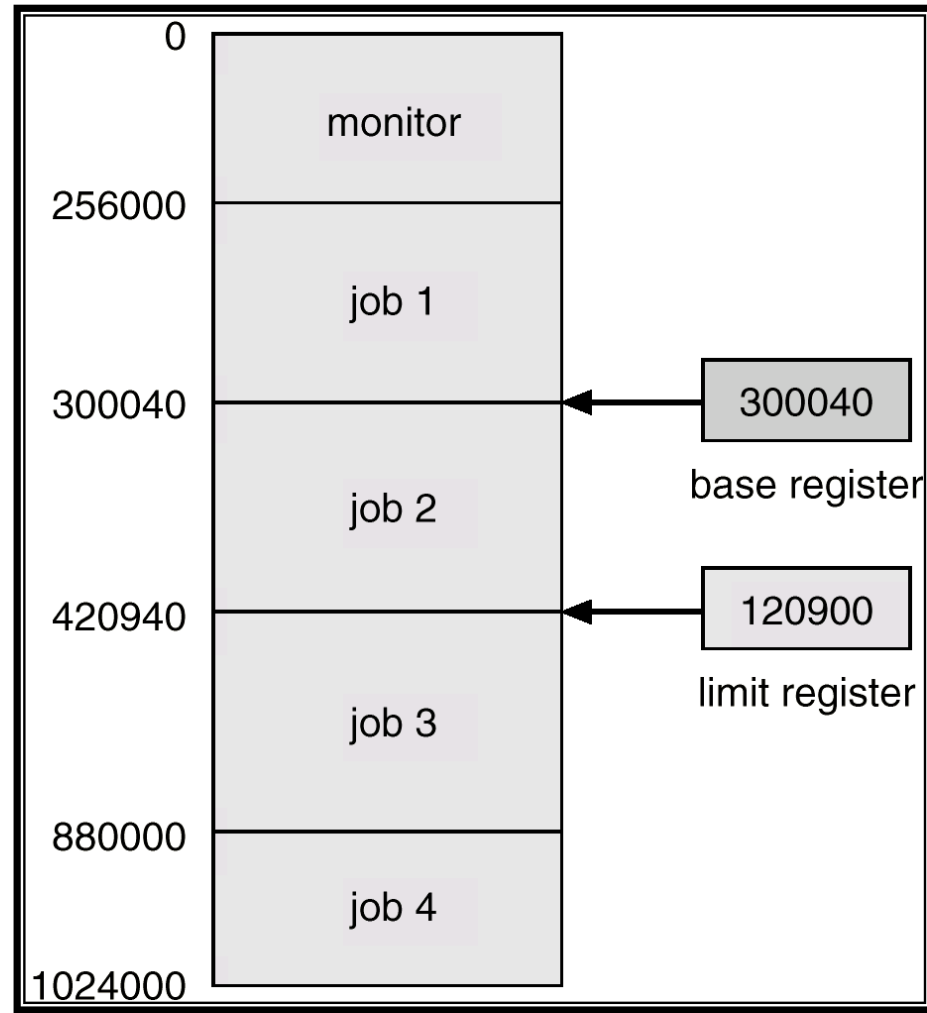 0
monitor
256000
job 1
300040
300040
base register
job 2
420940
120900
limit register
job 3
880000
job 4
1024000